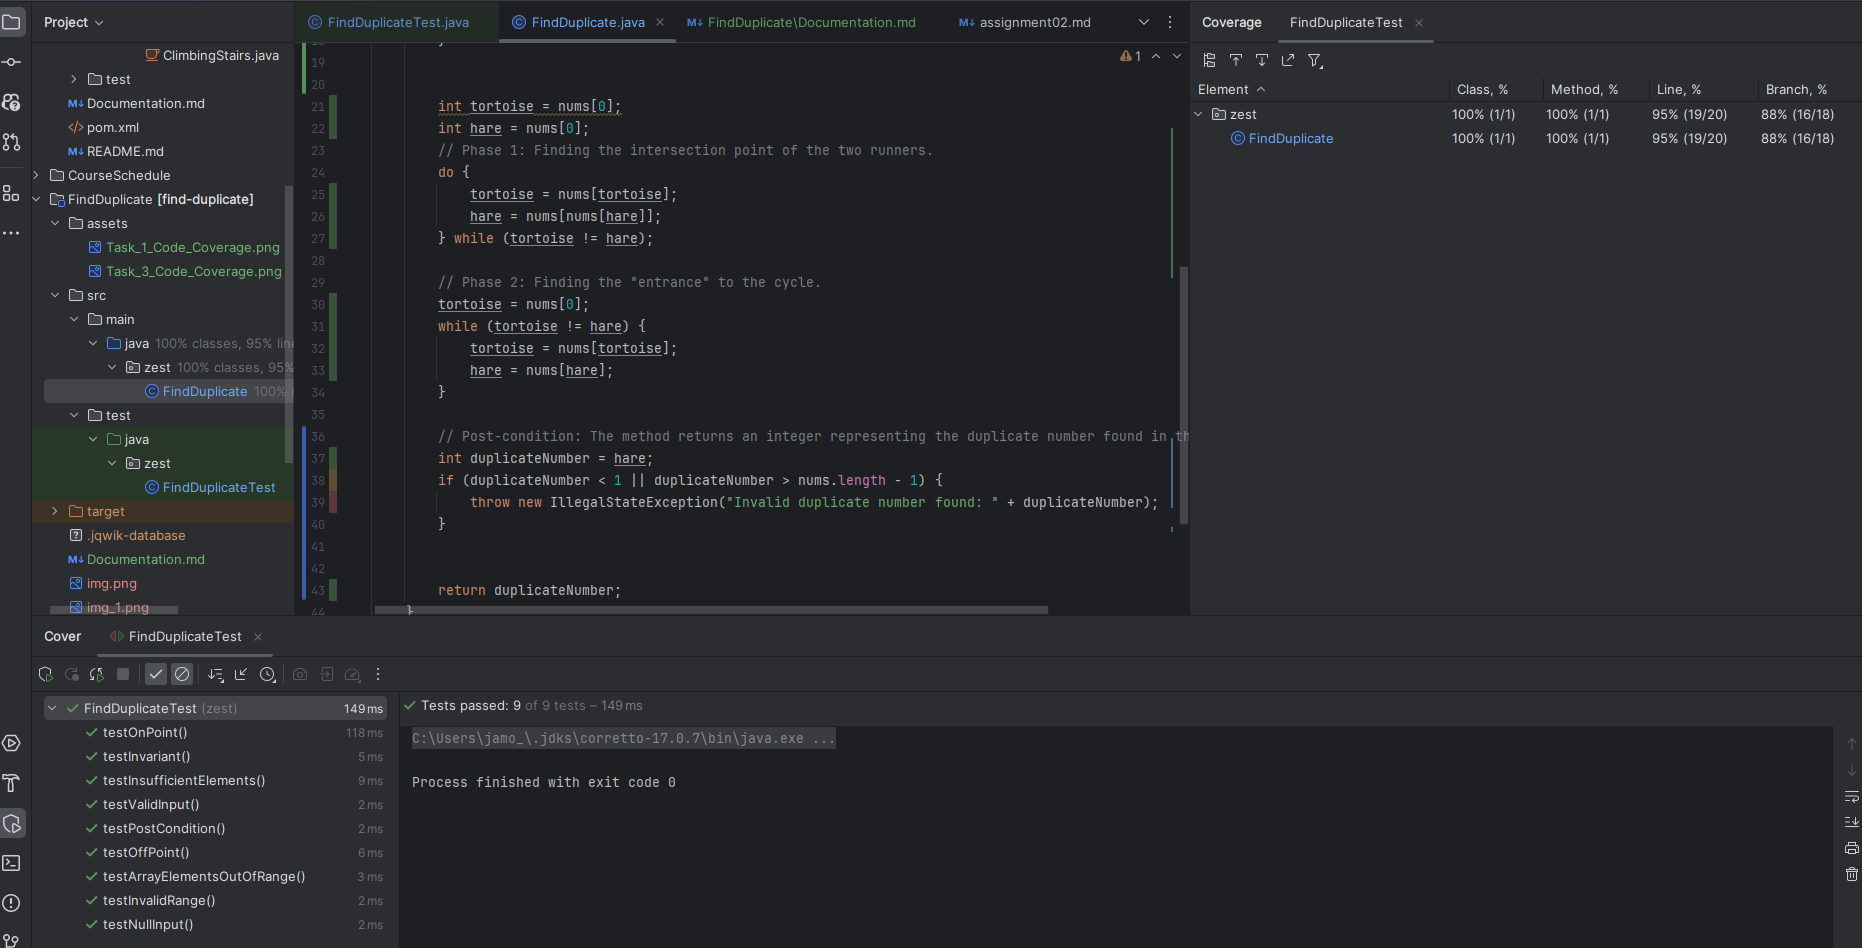 Project
FindDuplicateTest.java
FindDuplicate.java
FindDuplicate\Documentation.md
assignment02.md
Coverage
FindDuplicateTest
ClimbingStairs.java
test
Documentation.md
pom.xml
README.md
CourseSchedule
FindDuplicate [find-duplicate]
assets
Task_1_Code_Coverage.png
Task_3_Code_Coverage.png
src
main
java 100% classes, 95% line
zest 100% classes, 95%
FindDuplicate 100%
test
java
zest
FindDuplicateTest
target
.jqwik-database
Documentation.md
img.png
img_1.png
1
19
20
21 int tortoise = nums[0];
22 int hare = nums[0];
23 // Phase 1: Finding the intersection point of the two runners.
24 do {
25 tortoise = nums[tortoise];
26 hare = nums[nums[hare]];
27 } while (tortoise != hare);
28
29 // Phase 2: Finding the "entrance" to the cycle.
30 tortoise = nums[0];
31 while (tortoise != hare) {
32 tortoise = nums[tortoise];
33 hare = nums[hare];
34 }
35
36 // Post-condition: The method returns an integer representing the duplicate number found in th
37 int duplicateNumber = hare;
38 if (duplicateNumber < 1 || duplicateNumber > nums.length - 1) {
39 throw new IllegalStateException("Invalid duplicate number found: " + duplicateNumber);
40 }
41
42
43 return duplicateNumber;
44 }
Element Class, % Method, % Line, % Branch, %
zest 100% (1/1) 100% (1/1) 95% (19/20) 88% (16/18)
FindDuplicate 100% (1/1) 100% (1/1) 95% (19/20) 88% (16/18)
Cover
FindDuplicateTest
FindDuplicateTest (zest) 149 ms
testOnPoint() 118 ms
testInvariant() 5 ms
testInsufficientElements() 9 ms
testValidInput() 2 ms
testPostCondition() 2 ms
testOffPoint() 6 ms
testArrayElementsOutOfRange() 3 ms
testInvalidRange() 2 ms
testNullInput() 2 ms
Tests passed: 9 of 9 tests – 149 ms
C:\Users\jamo_\.jdks\corretto-17.0.7\bin\java.exe ...
Process finished with exit code 0